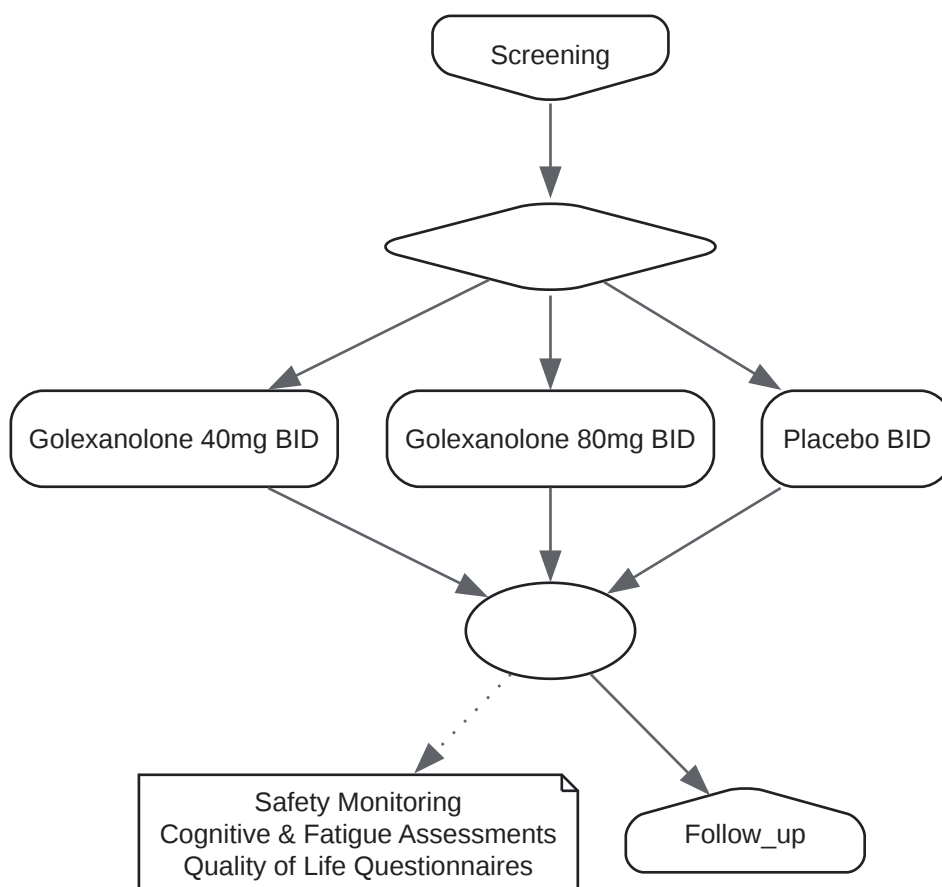 Screening
Golexanolone 40mg BID
Golexanolone 80mg BID
Placebo BID
Safety Monitoring
Cognitive & Fatigue Assessments
Quality of Life Questionnaires
Follow_up